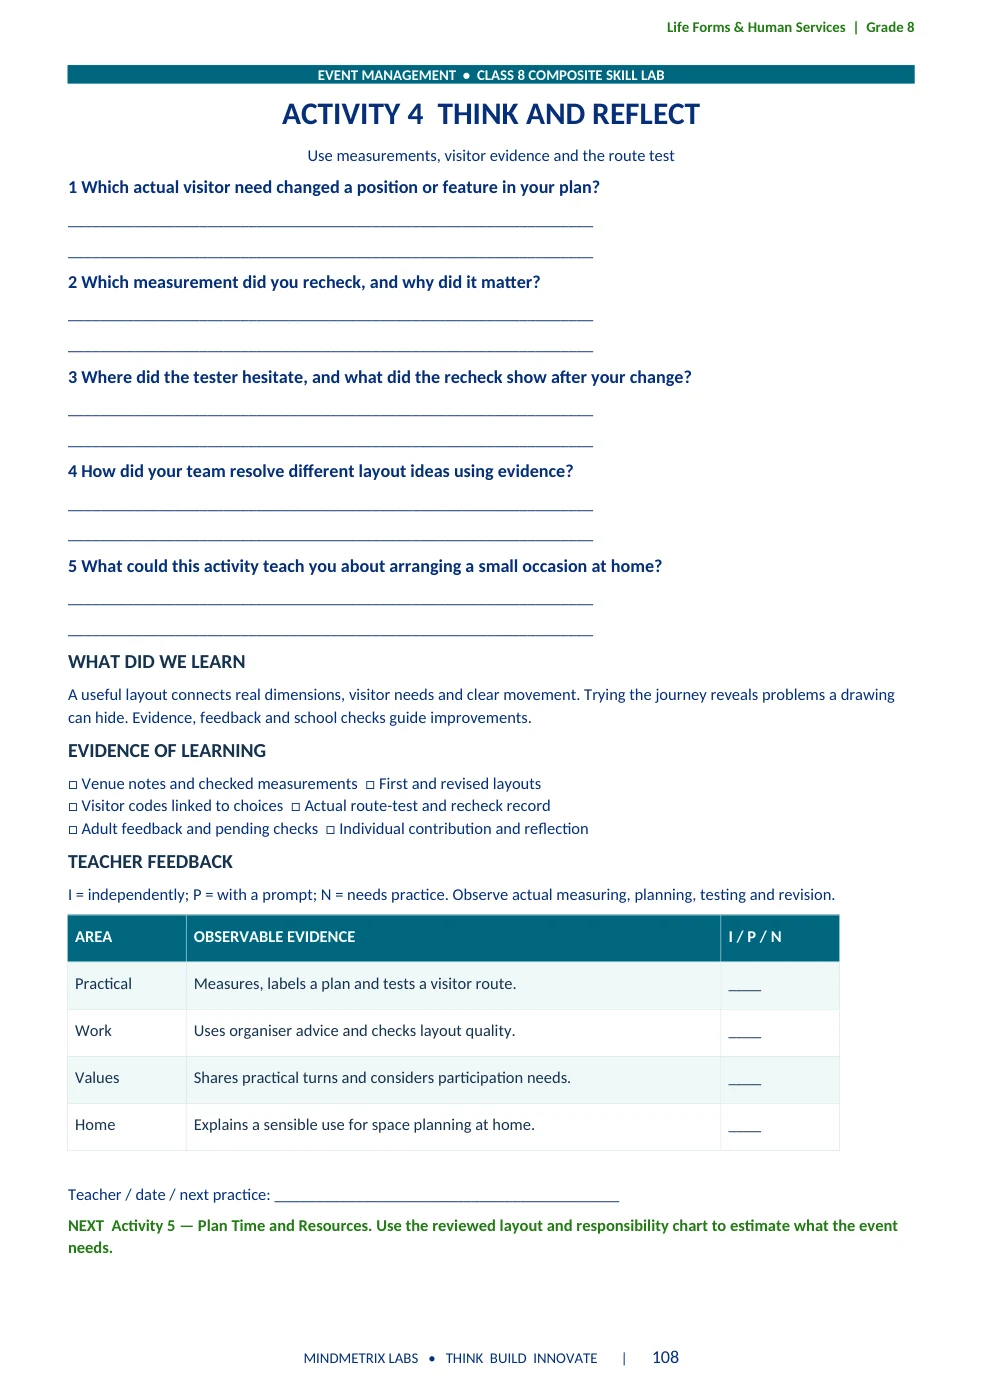 Life Forms & Human Services | Grade 8
EVENT MANAGEMENT ● CLASS 8 COMPOSITE SKILL LAB
ACTIVITY 4 THINK AND REFLECT
Use measurements, visitor evidence and the route test
1 Which actual visitor need changed a position or feature in your plan?
2 Which measurement did you recheck, and why did it matter?
3 Where did the tester hesitate, and what did the recheck show after your change?
4 How did your team resolve different layout ideas using evidence?
5 What could this activity teach you about arranging a small occasion at home?
WHAT DID WE LEARN
A useful layout connects real dimensions, visitor needs and clear movement. Trying the journey reveals problems a drawing
can hide. Evidence, feedback and school checks guide improvements.
EVIDENCE OF LEARNING
□ Venue notes and checked measurements □ First and revised layouts
□ Visitor codes linked to choices □ Actual route-test and recheck record
□ Adult feedback and pending checks □ Individual contribution and reflection
TEACHER FEEDBACK
I = independently; P = with a prompt; N = needs practice. Observe actual measuring, planning, testing and revision.
AREA OBSERVABLE EVIDENCE I / P / N
Practical Measures, labels a plan and tests a visitor route. ____
Work Uses organiser advice and checks layout quality. ____
Values Shares practical turns and considers participation needs. ____
Home Explains a sensible use for space planning at home. ____
Teacher / date / next practice: ____
NEXT Activity 5 — Plan Time and Resources. Use the reviewed layout and responsibility chart to estimate what the event
needs.
MINDMETRIX LABS ● THINK BUILD INNOVATE | 108